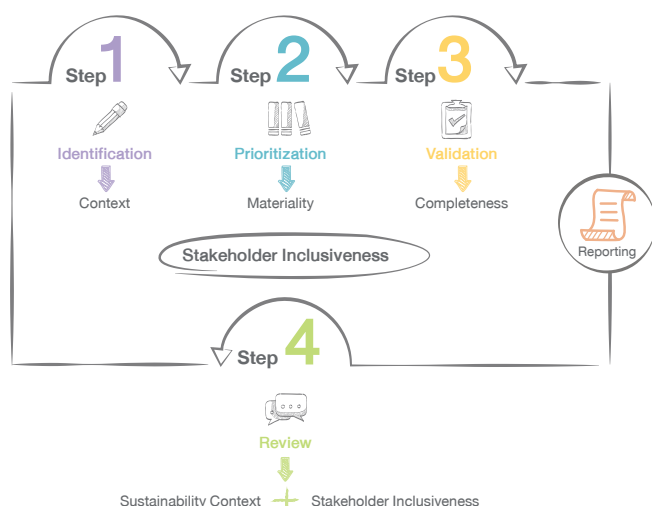 Step 1
Step 2
Step 3
Identification
Prioritization
Validation
Context
Materiality
Completeness
Stakeholder Inclusiveness
Reporting
Step 4
Review
Sustainability Context + Stakeholder Inclusiveness